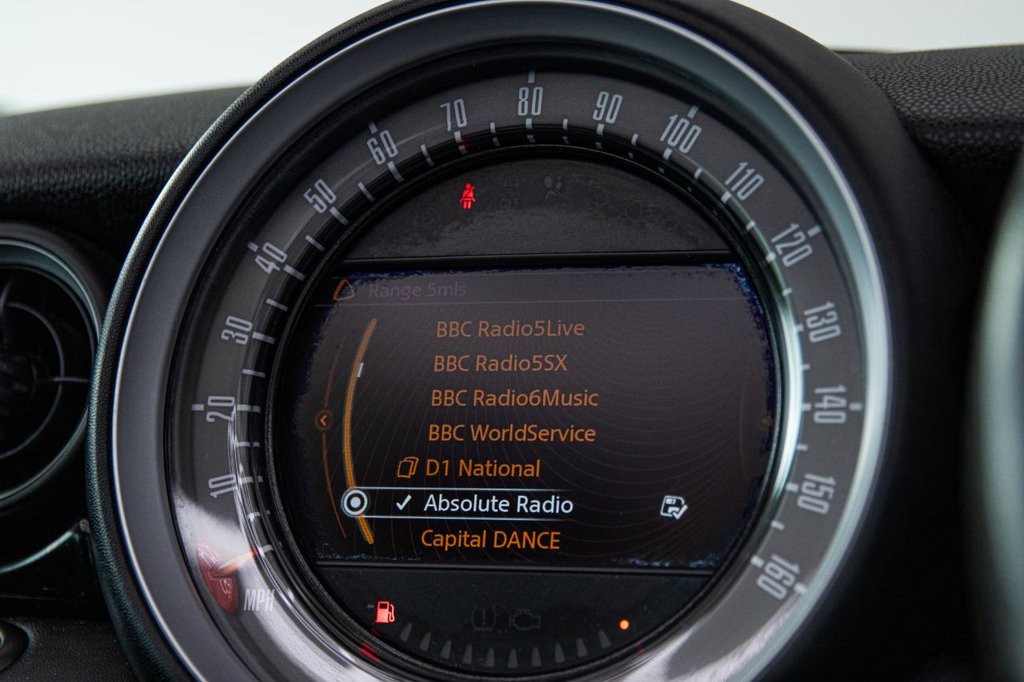 10
20
30
40
50
60
70
80
90
100
110
120
130
140
150
160
MPH
Range 5mls
BBC Radio5Live
BBC Radio5SX
BBC Radio6Music
BBC WorldService
D1 National
Absolute Radio
Capital DANCE